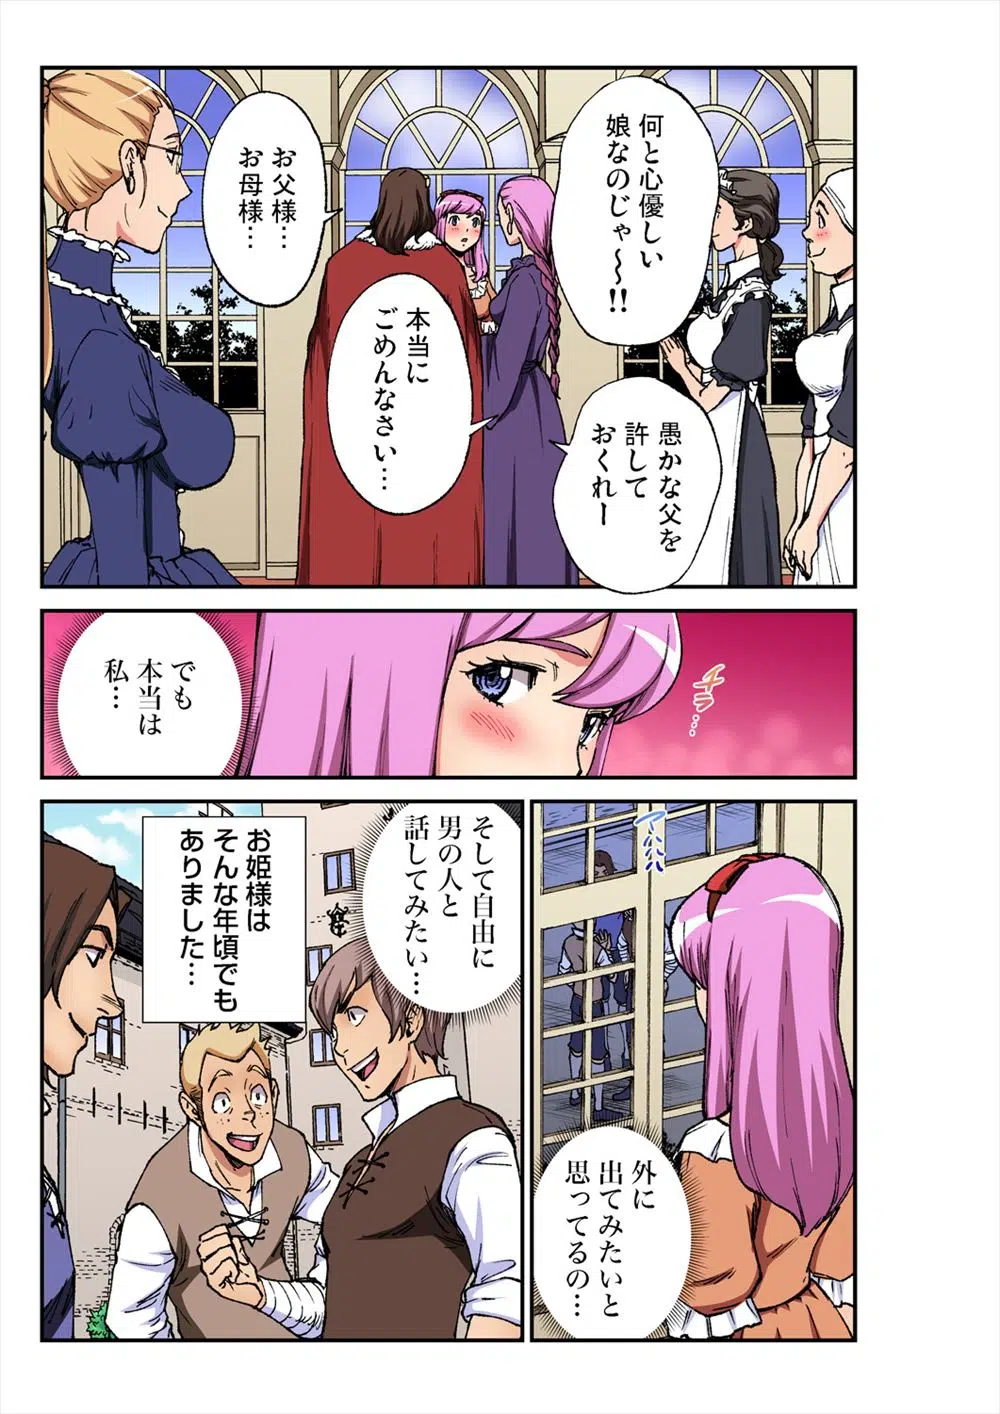 何と心優しい
娘なのじゃ〜!!
愚かな父を
許して
おくれー
本当に
ごめんなさい…
お父様…
お母様…
チラ…
でも
本当は
私…
アハハハ
外に
出てみたいと
思ってるの…
そして自由に
男の人と
話してみたい…
お姫様は
そんな年頃でも
ありました…